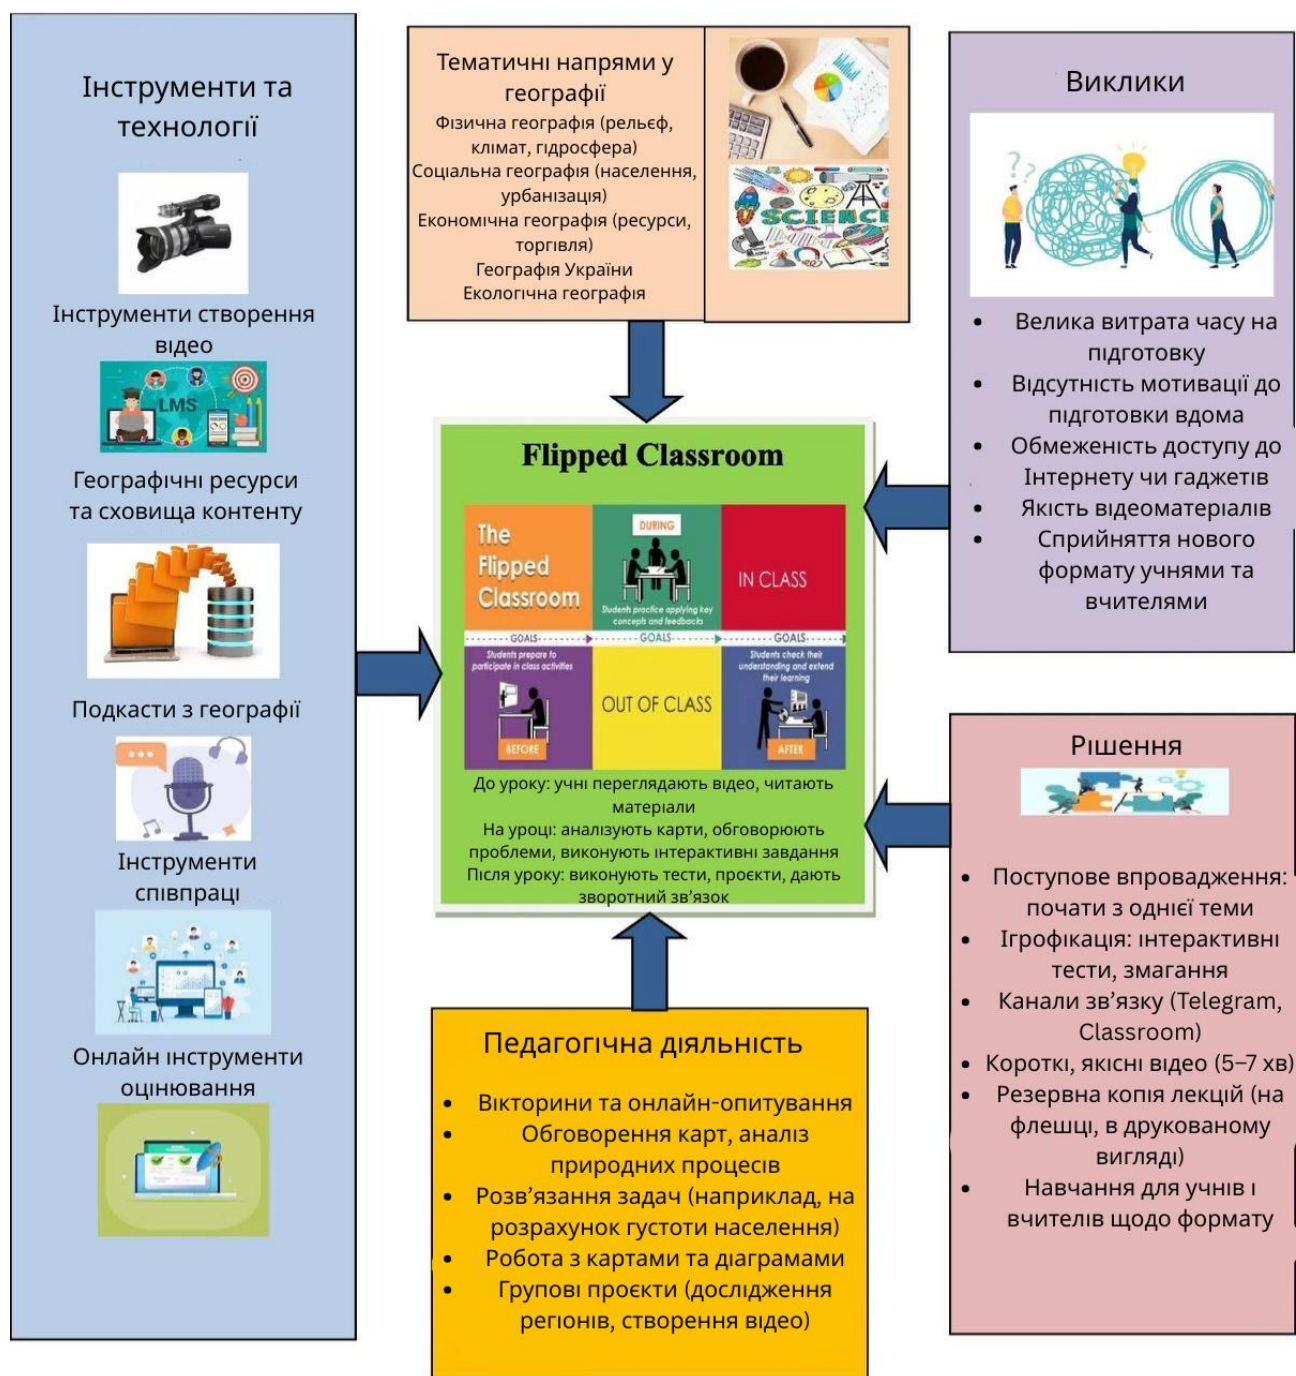 Інструменти та
технології
Інструменти створення
відео
LMS
Географічні ресурси
та сховища контенту
Подкасти з географії
Інструменти
співпраці
Онлайн інструменти
оцінювання
Тематичні напрями у
географії
Фізична географія (рельєф,
клімат, гідросфера)
Соціальна географія (населення,
урбанізація)
Економічна географія (ресурси,
торгівля)
Географія України
Екологічна географія
SCIENCE
Flipped Classroom
The
Flipped
Classroom
DURING
Students practice applying key
concepts and feedbacks
IN CLASS
GOALS
GOALS
GOALS
Students prepare to
participate in class activities
BEFORE
OUT OF CLASS
Students check their
understanding and extend
their learning
AFTER
До уроку: учні переглядають відео, читають
матеріали
На уроці: аналізують карти, обговорюють
проблеми, виконують інтерактивні завдання
Після уроку: виконують тести, проєкти, дають
зворотний зв’язок
Педагогічна діяльність
• Вікторини та онлайн-опитування
• Обговорення карт, аналіз
природних процесів
• Розв’язання задач (наприклад, на
розрахунок густоти населення)
• Робота з картами та діаграмами
• Групові проєкти (дослідження
регіонів, створення відео)
Виклики
• Велика витрата часу на
підготовку
• Відсутність мотивації до
підготовки вдома
• Обмеженість доступу до
Інтернету чи гаджетів
• Якість відеоматеріалів
• Сприйняття нового
формату учнями та
вчителями
Рішення
• Поступове впровадження:
почати з однієї теми
• Ігрофікація: інтерактивні
тести, змагання
• Канали зв’язку (Telegram,
Classroom)
• Короткі, якісні відео (5–7 хв)
• Резервна копія лекцій (на
флешці, в друкованому
вигляді)
• Навчання для учнів і
вчителів щодо формату